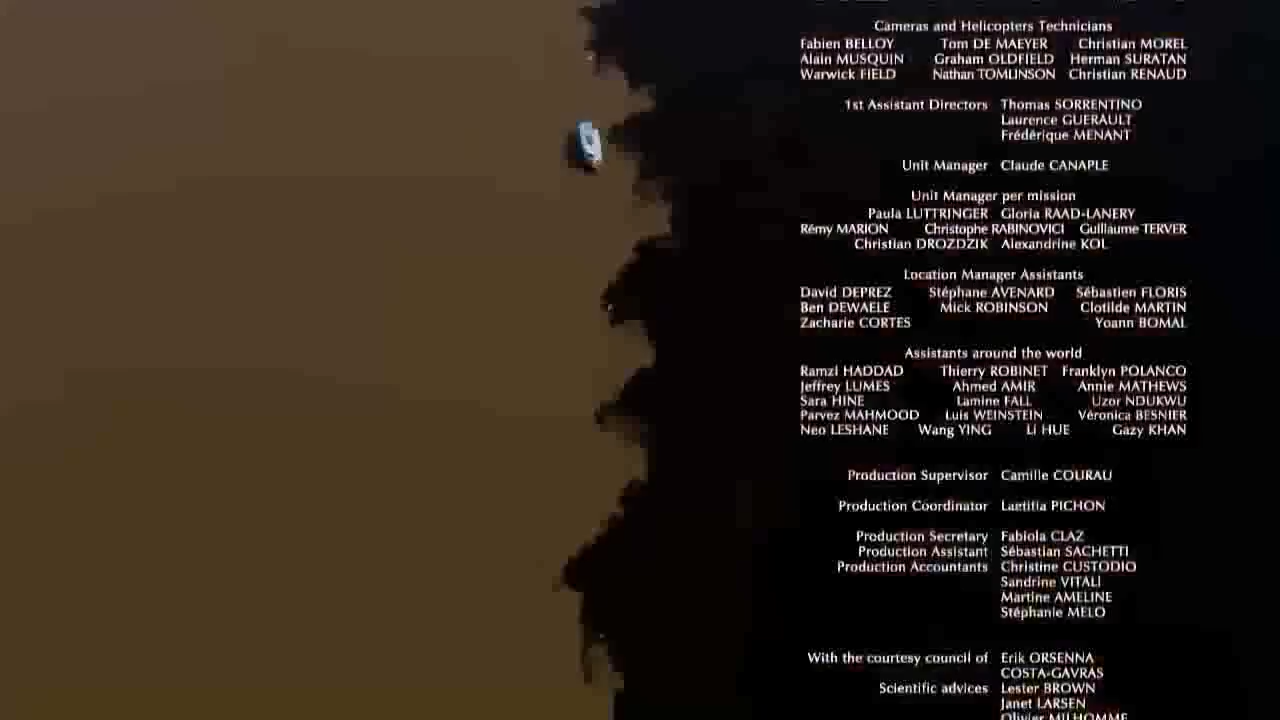 Cameras and Helicopters Technicians
Fabien BELLOY Tom DE MAEYER Christian MOREL
Alain MUSQUIN Graham OLDFIELD Herman SURATAN
Warwick FIELD Nathan TOMLINSON Christian RENAUD
1st Assistant Directors Thomas SORRENTINO
Laurence GUERAULT
Frédérique MENANT
Unit Manager Claude CANAPLE
Unit Manager per mission
Paula LUTTRINGER Gloria RAAD-LANERY
Rémy MARION Christophe RABINOVICI Guillaume TERVER
Christian DROZDZIK Alexandrine KOL
Location Manager Assistants
David DEPREZ Stéphane AVENARD Sébastien FLORIS
Ben DEWAELE Mick ROBINSON Clotilde MARTIN
Zacharie CORTES Yoann BOMAL
Assistants around the world
Ramzi HADDAD Thierry ROBINET Franklyn POLANCO
Jeffrey LUMES Ahmed AMIR Annie MATHEWS
Sara HINE Lamine FALL Uzor NDUKWU
Parvez MAHMOOD Luis WEINSTEIN Véronica BESNIER
Neo LESHANE Wang YING Li HUE Gazy KHAN
Production Supervisor Camille COURAU
Production Coordinator Laetitia PICHON
Production Secretary Fabiola CLAZ
Production Assistant Sébastian SACHETTI
Production Accountants Christine CUSTODIO
Sandrine VITALI
Martine AMELINE
Stéphanie MELO
With the courtesy council of Erik ORSENNA
COSTA-GAVRAS
Scientific advices Lester BROWN
Janet LARSEN
Olivier MILHOMME